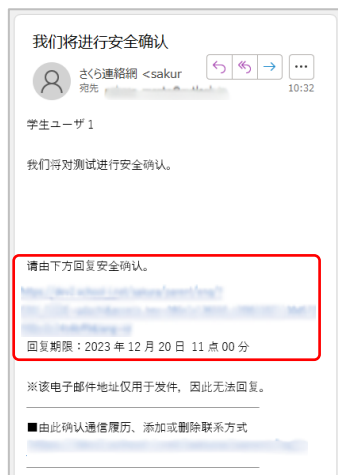 我们将进行安全确认
さくら連絡網 <sakur
宛先
10:32
学生ユーザ 1
我们将对测试进行安全确认。
请由下方回复安全确认。
回复期限：2023 年 12 月 20 日 11 点 00 分
※该电子邮件地址仅用于发件，因此无法回复。
■由此确认通信履历、添加或删除联系方式